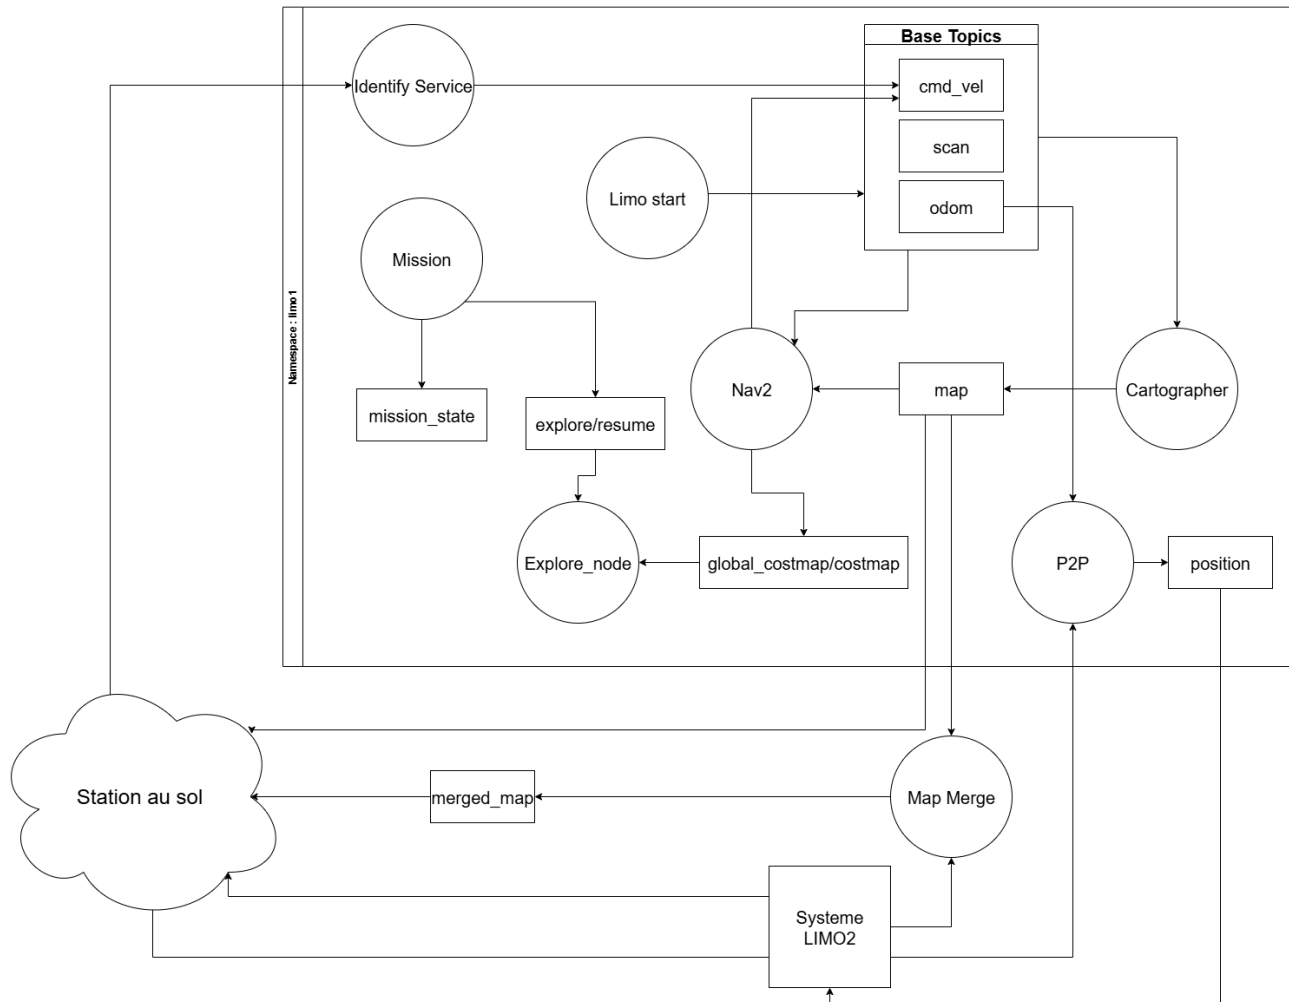 Base Topics
Identify Service
cmd_vel
scan
Limo start
odom
Mission
Namespace : limo1
mission_state
explore/resume
Nav2
map
Cartographer
Explore_node
global_costmap/costmap
P2P
position
Station au sol
merged_map
Map Merge
Systeme
LIMO2